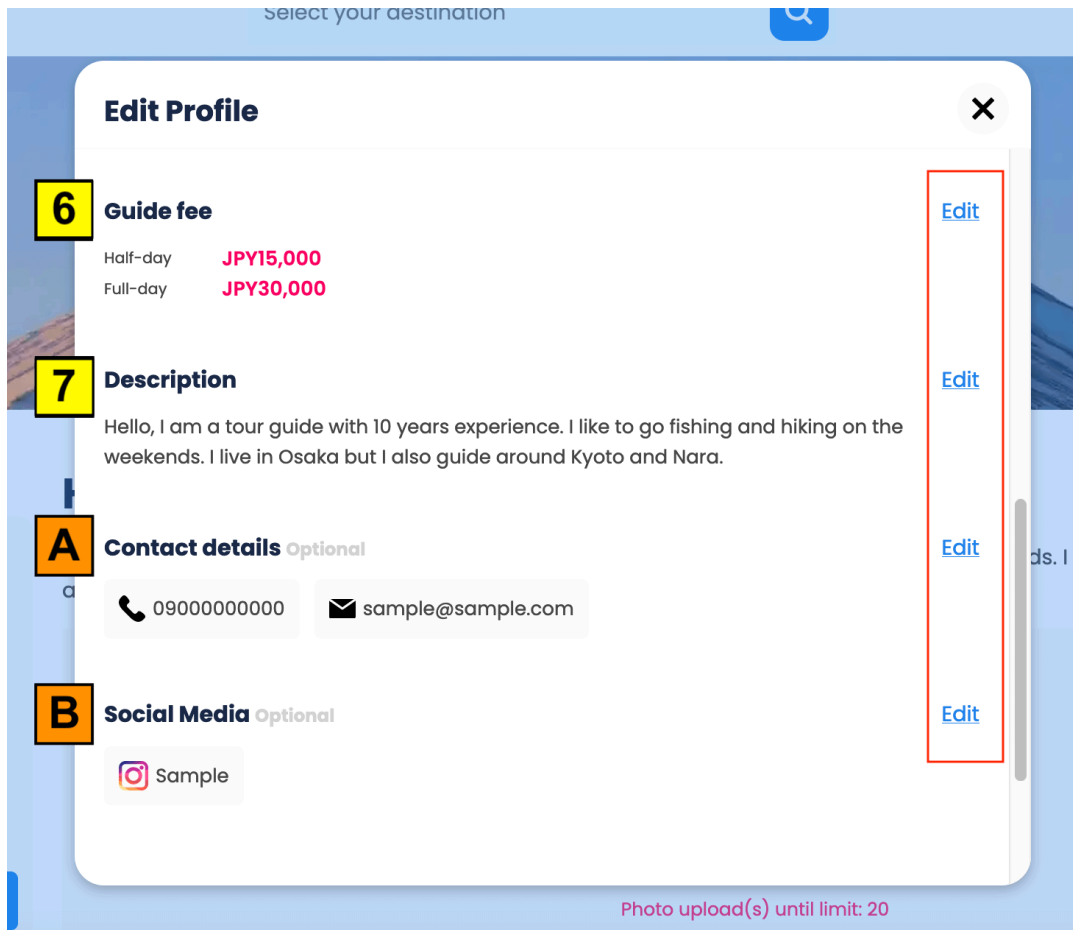 Select your destination
Edit Profile
6
Guide fee
Edit
Half-day JPY15,000
Full-day JPY30,000
7
Description
Edit
Hello, I am a tour guide with 10 years experience. I like to go fishing and hiking on the
weekends. I live in Osaka but I also guide around Kyoto and Nara.
A
Contact details Optional
Edit
ds. I
09000000000 sample@sample.com
B
Social Media Optional
Edit
Sample
Photo upload(s) until limit: 20